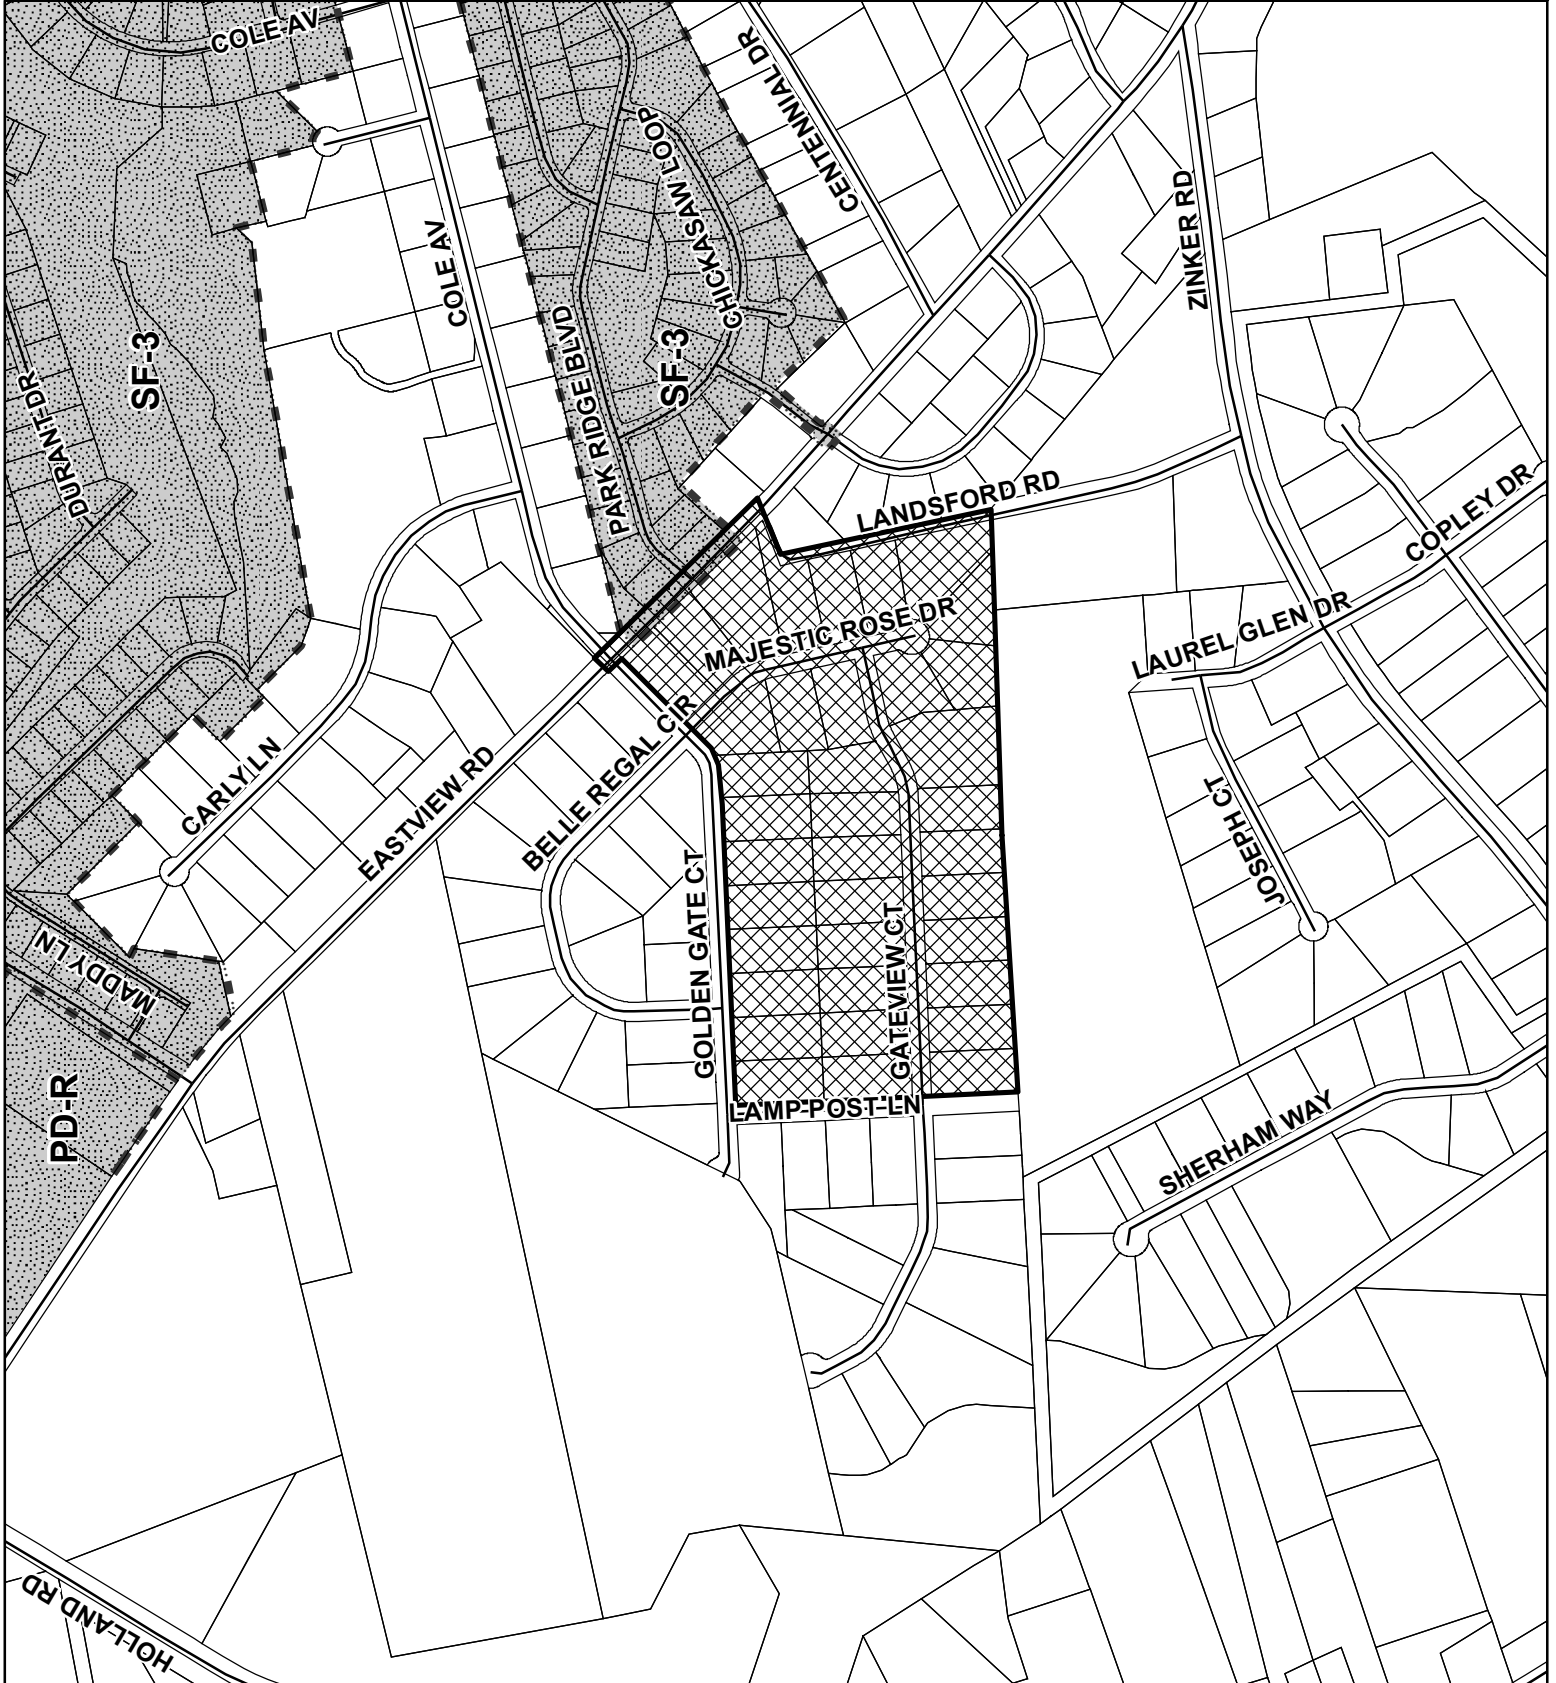 COLE AV
CENTENNIAL DR
CHICKASAW LOOP
ZINKER RD
COLE AV
PARK RIDGE BLVD
SF-3
SF-3
DURANT DR
LANDSFORD RD
COPLEY DR
MAJESTIC ROSE DR
LAUREL GLEN DR
BELLE REGAL CIR
CARLY LN
EASTVIEW RD
JOSEPH CT
GOLDEN GATE CT
GATEVIEW CT
MADDY LN
PD-R
LAMP POST LN
SHERHAM WAY
HOLLAND RD